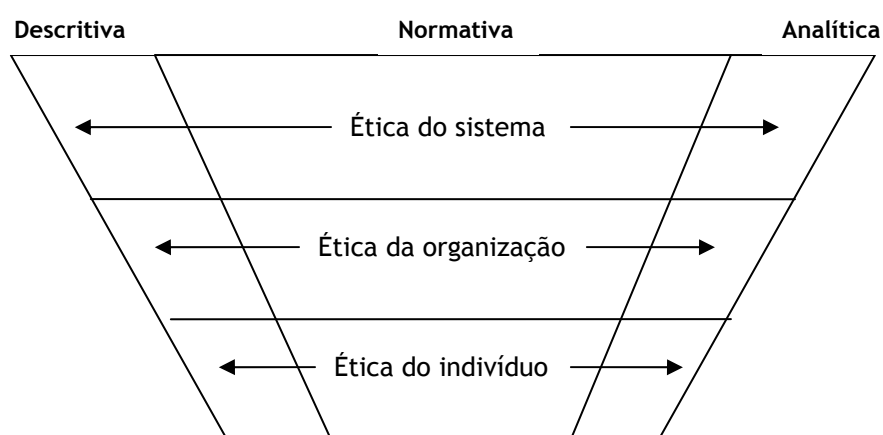 Descritiva Normativa Analítica
Ética do sistema
Ética da organização
Ética do indivíduo